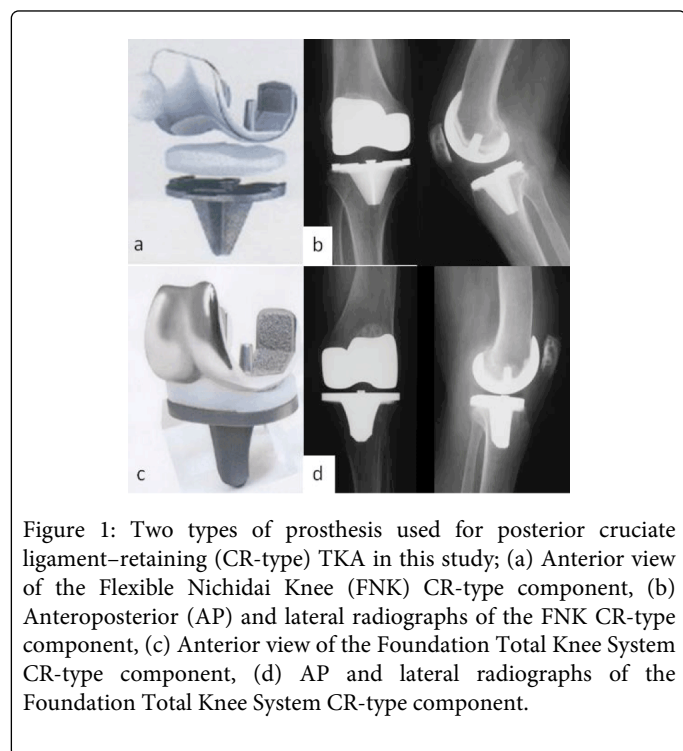 a
b
c
d
Figure 1: Two types of prosthesis used for posterior cruciate
ligament–retaining (CR-type) TKA in this study; (a) Anterior view
of the Flexible Nichidai Knee (FNK) CR-type component, (b)
Anteroposterior (AP) and lateral radiographs of the FNK CR-type
component, (c) Anterior view of the Foundation Total Knee System
CR-type component, (d) AP and lateral radiographs of the
Foundation Total Knee System CR-type component.